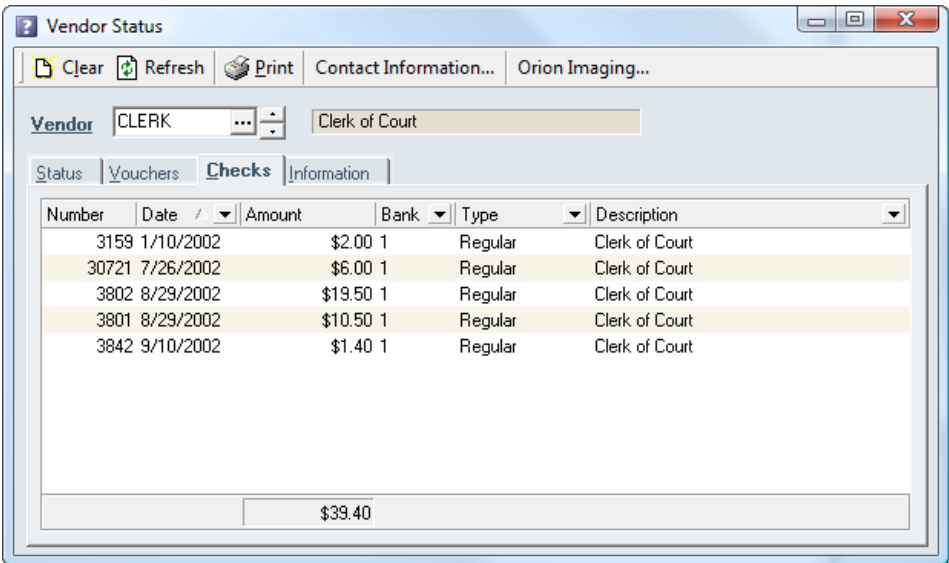 Vendor Status
Clear Refresh Print Contact Information... Orion Imaging...
Vendor CLERK ... Clerk of Court
Status Vouchers Checks Information
Number Date Amount Bank Type Description
3159 1/10/2002 $2.00 1 Regular Clerk of Court
30721 7/26/2002 $6.00 1 Regular Clerk of Court
3802 8/29/2002 $19.50 1 Regular Clerk of Court
3801 8/29/2002 $10.50 1 Regular Clerk of Court
3842 9/10/2002 $1.40 1 Regular Clerk of Court
$39.40